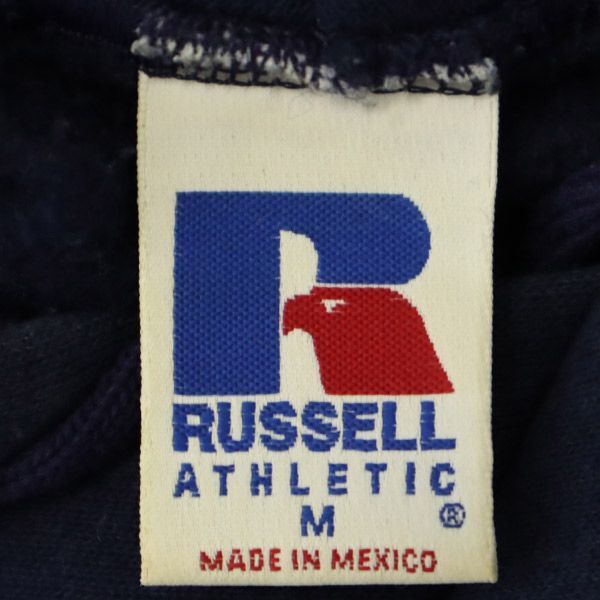 R
RUSSELL
ATHLETIC
M ®
MADE IN MEXICO